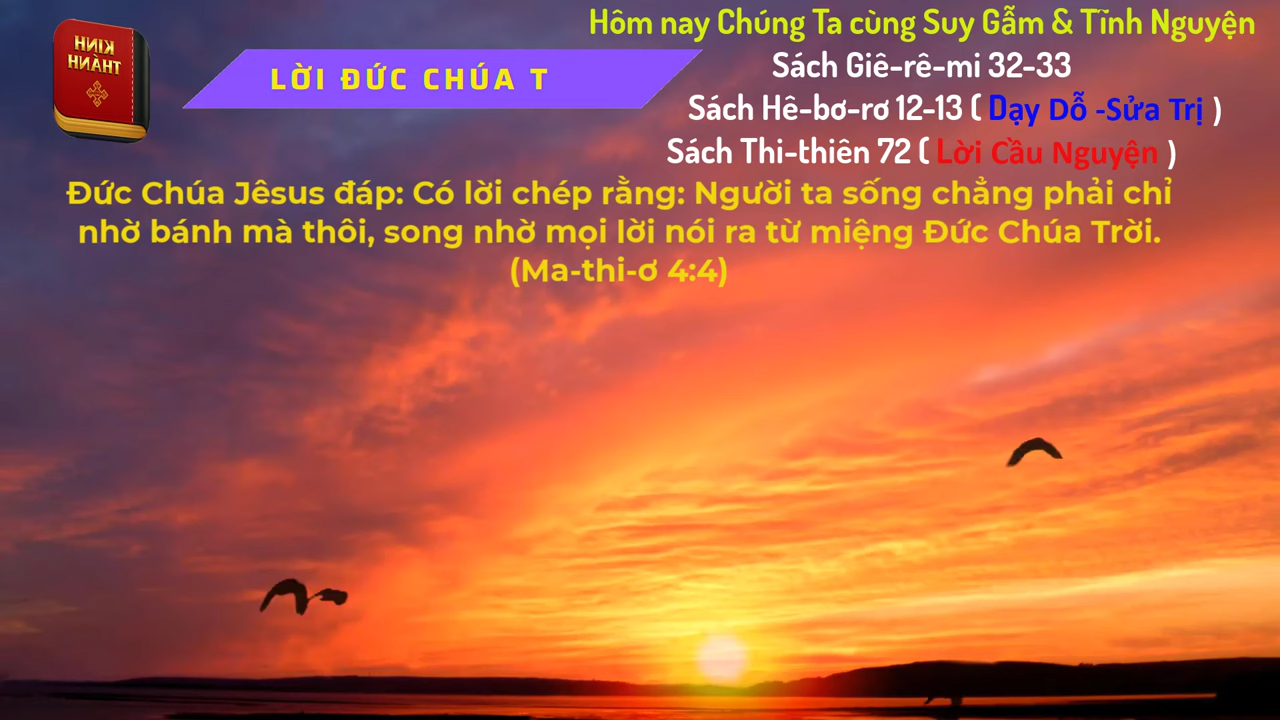 KINH
THÁNH
LỜI ĐỨC CHÚA T
Hôm nay Chúng Ta cùng Suy Gẫm & Tĩnh Nguyện
Sách Giê-rê-mi 32-33
Sách Hê-bơ-rơ 12-13 ( Dạy Dỗ -Sửa Trị )
Sách Thi-thiên 72 ( Lời Cầu Nguyện )
Đức Chúa Jêsus đáp: Có lời chép rằng: Người ta sống chẳng phải chỉ
nhờ bánh mà thôi, song nhờ mọi lời nói ra từ miệng Đức Chúa Trời.
(Ma-thi-ơ 4:4)